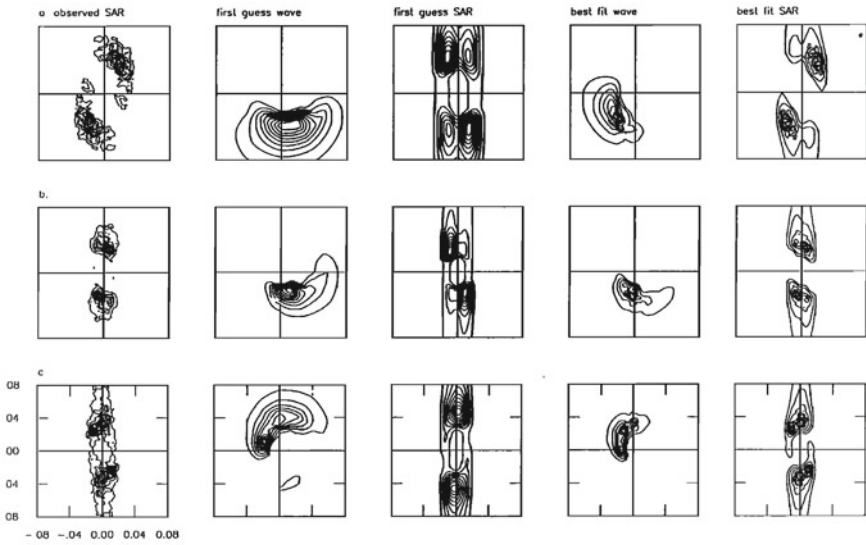 a observed SAR first guess wave first guess SAR best fit wave best fit SAR
b.
c
08
04
00
04
08
-08 -.04 0.00 0.04 0.08